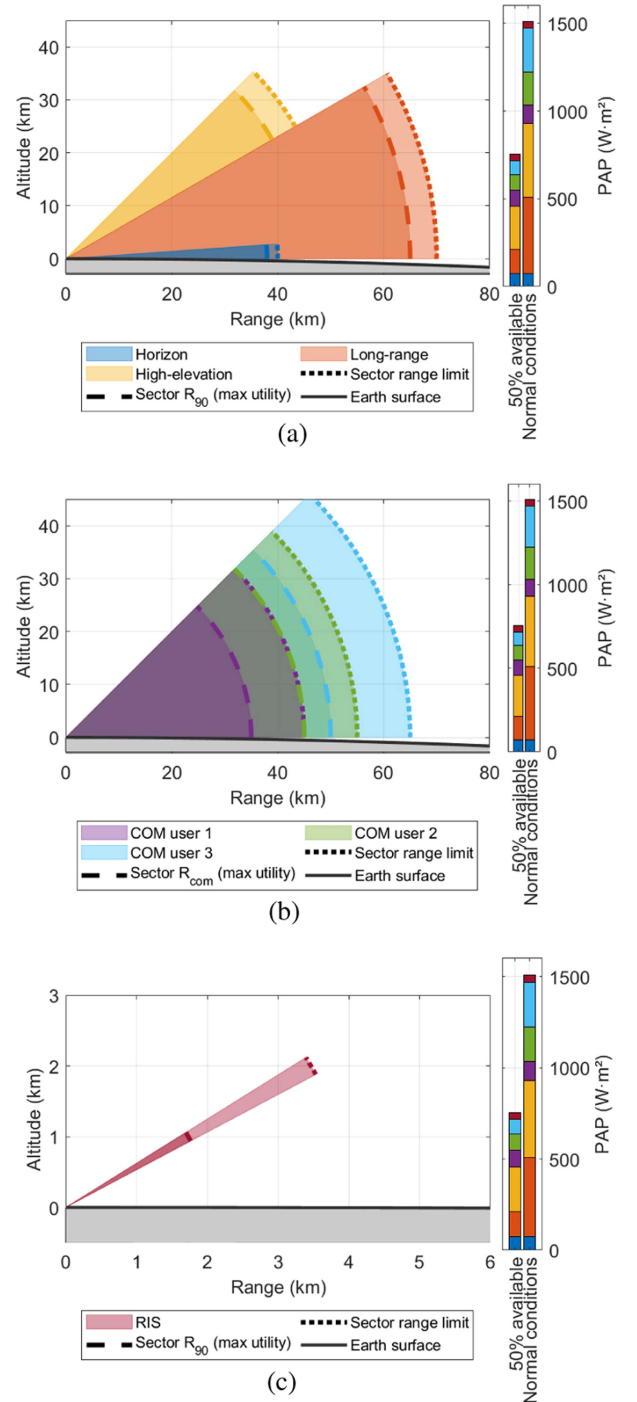 40
30
20
10
0
Altitude (km)
0 20 40 60 80
Range (km)
1500
1000
500
0
PAP (W·m²)
50% available
Normal conditions
Horizon Long-range
High-elevation Sector range limit
Sector R90 (max utility) Earth surface
(a)
40
30
20
10
0
Altitude (km)
0 20 40 60 80
Range (km)
1500
1000
500
0
PAP (W·m²)
50% available
Normal conditions
COM user 1 COM user 2
COM user 3 Sector range limit
Sector Rcom (max utility) Earth surface
(b)
3
2
1
0
Altitude (km)
0 1 2 3 4 5 6
Range (km)
1500
1000
500
0
PAP (W·m²)
50% available
Normal conditions
RIS Sector range limit
Sector R90 (max utility) Earth surface
(c)